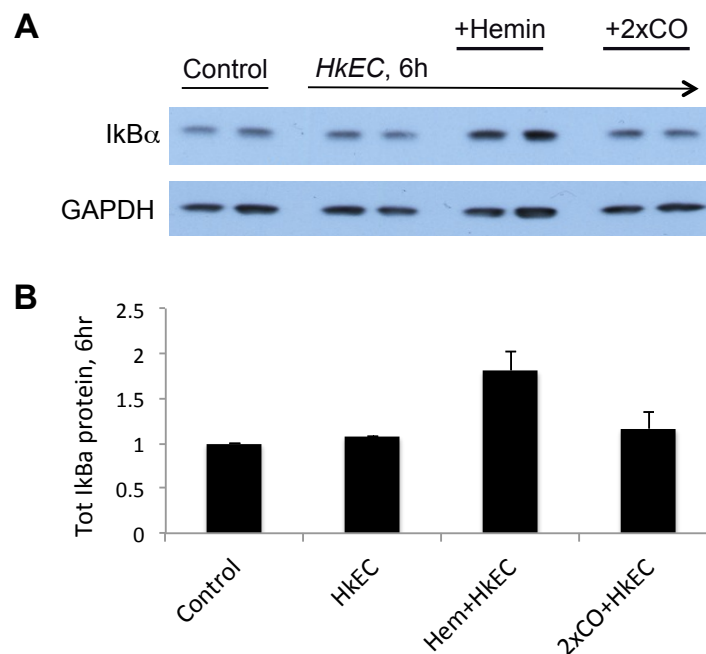 A
+Hemin +2xCO
Control HkEC, 6h
IkBα
GAPDH
B
Tot IkBa protein, 6hr
2.5
2
1.5
1
0.5
0
Control HkEC Hem+HkEC 2xCO+HkEC